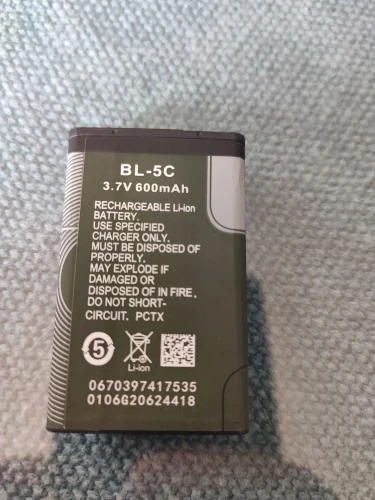 BL-5C
3.7V 600mAh
RECHARGEABLE Li-ion
BATTERY.
USE SPECIFIED
CHARGER ONLY.
MUST BE DISPOSED OF
PROPERLY.
MAY EXPLODE IF
DAMAGED OR
DISPOSED OF IN FIRE.
DO NOT SHORT-
CIRCUIT. PCTX
5
Li-ion
0670397417535
0106G20624418